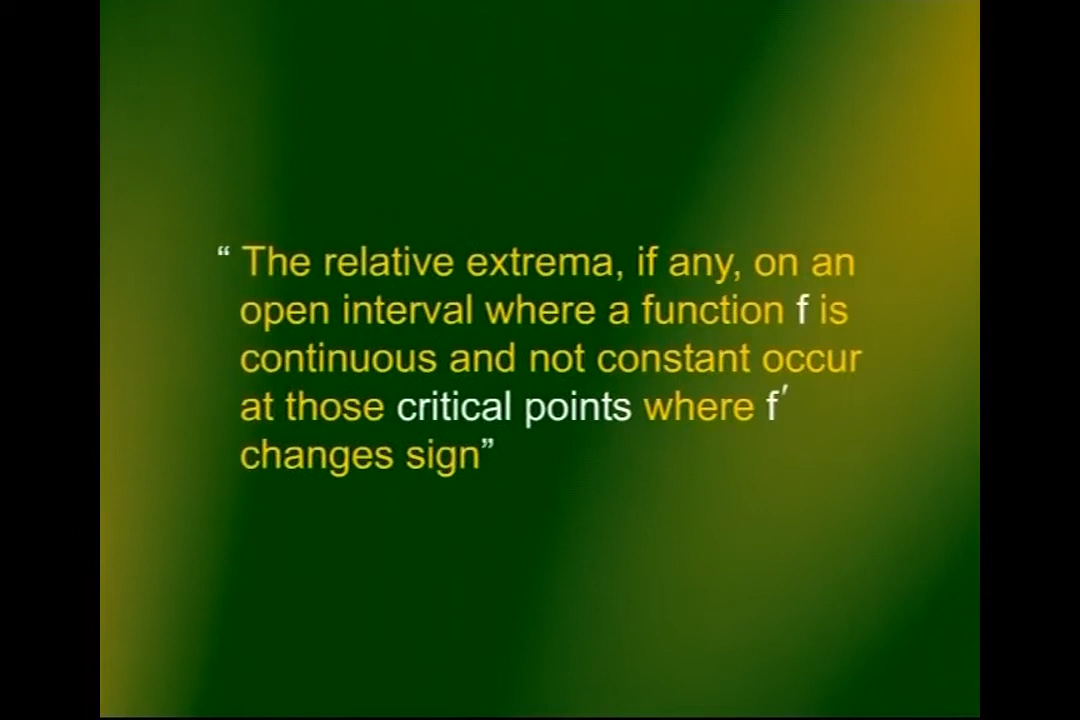 “ The relative extrema, if any, on an
open interval where a function f is
continuous and not constant occur
at those critical points where f′
changes sign”